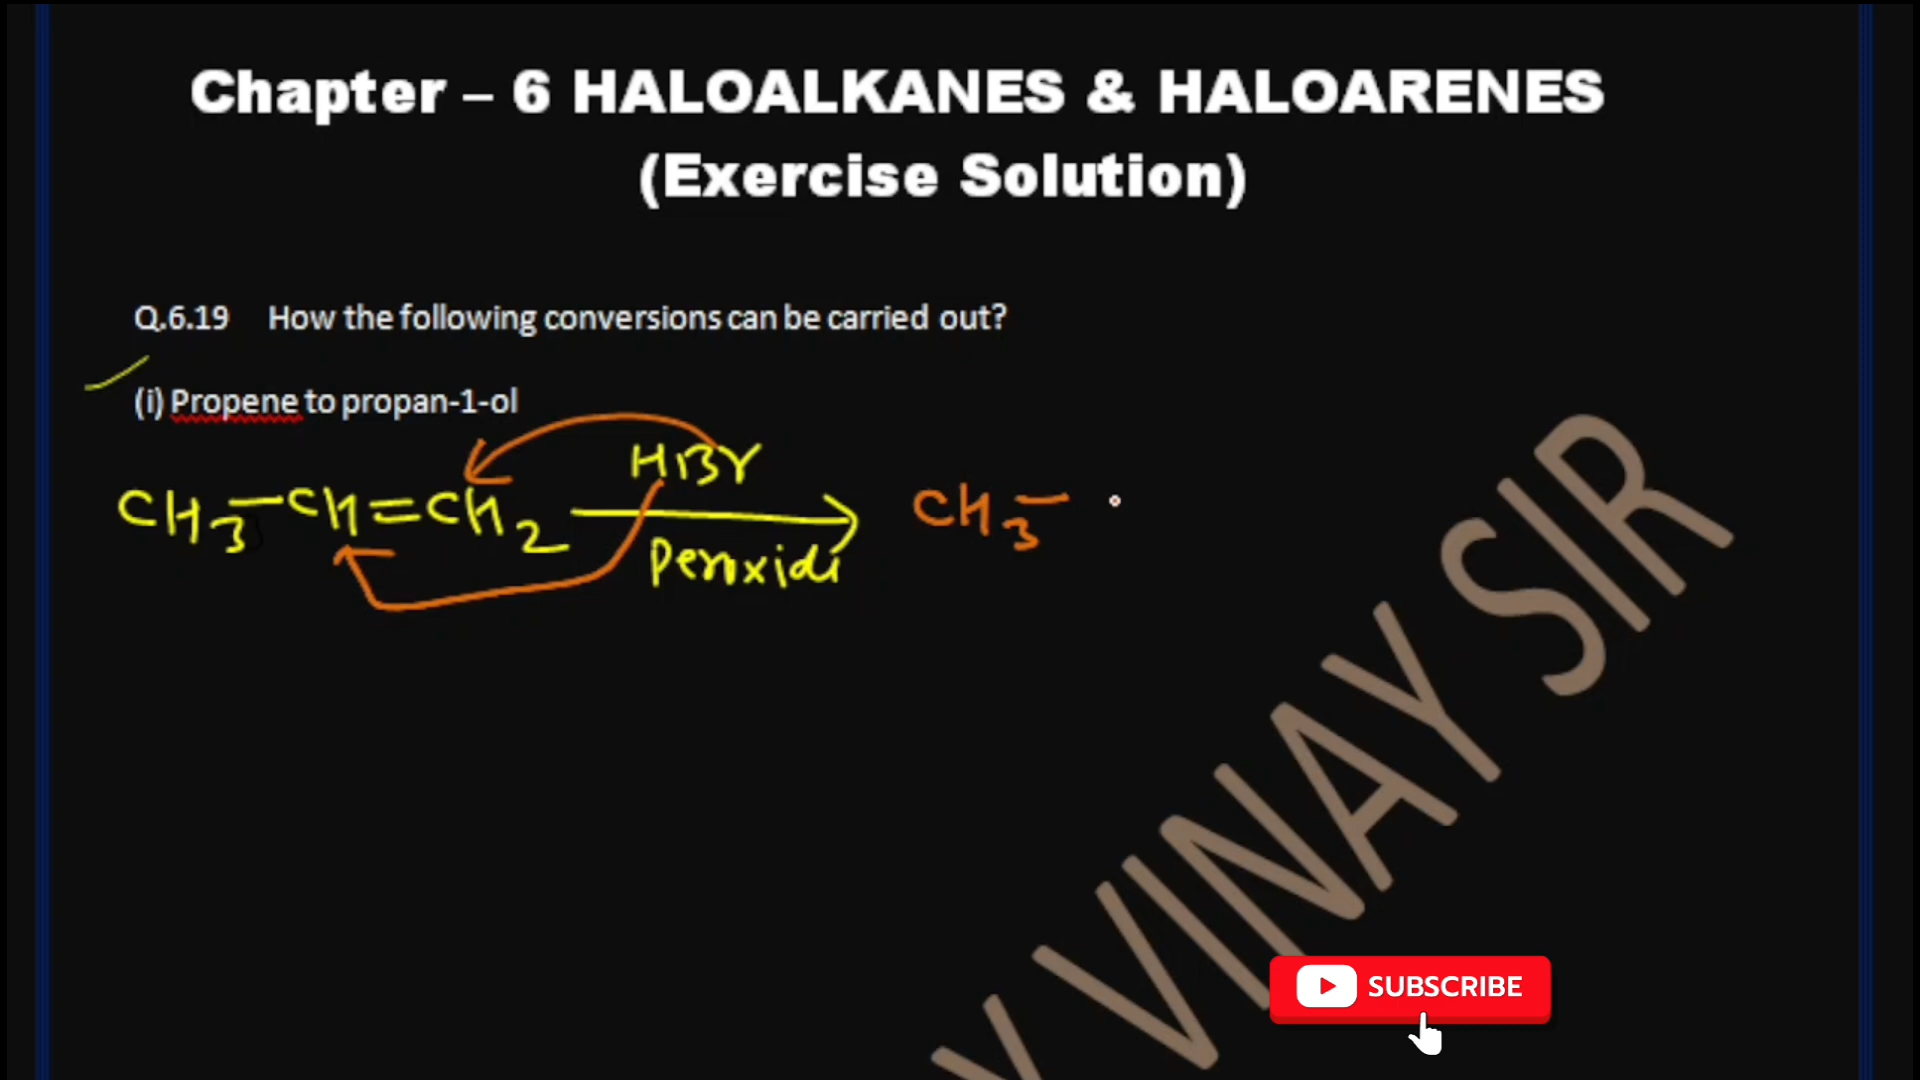 Chapter – 6 HALOALKANES & HALOARENES
(Exercise Solution)
Q.6.19 How the following conversions can be carried out?
(i) Propene to propan-1-ol
HBr
CH3-CH=CH2 → CH3-
Peroxide
VINAY SIR
SUBSCRIBE